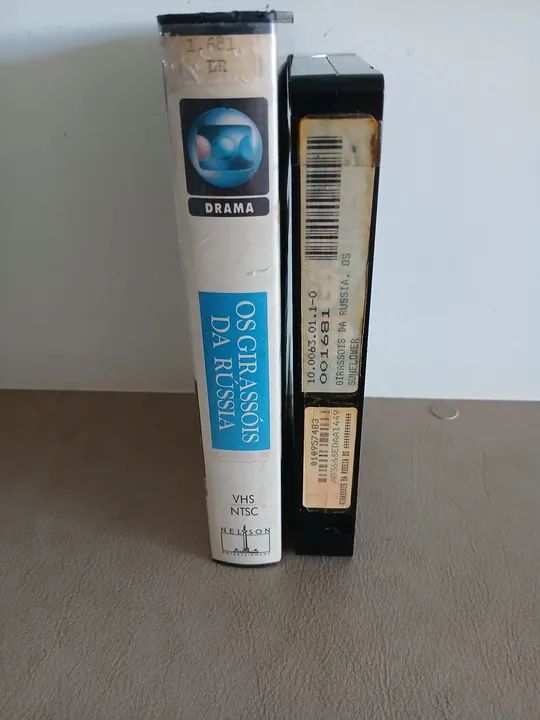 1.681
DR
DRAMA
OS GIRASSÓIS
DA RÚSSIA
VHS
NTSC
NELSON
ENTERTAINMENT
10.0063.01.1-0
001681
GIRASSOIS DA RUSSIA, OS
SUNFLOWER
010957483
GIRASSOIS DA RUSSIA OS